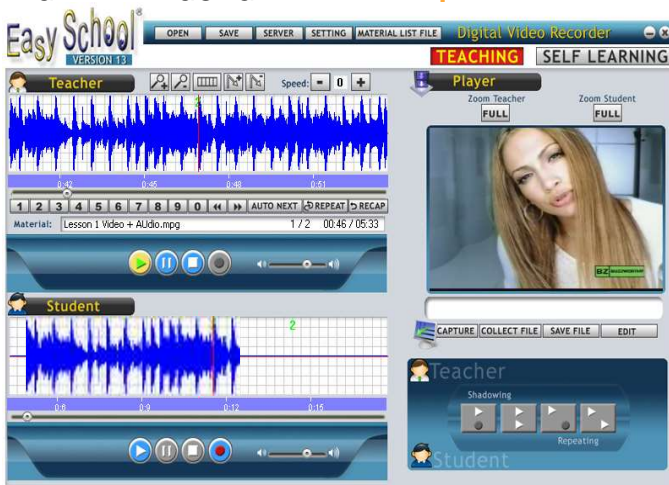 Easy School
VERSION 13
OPEN SAVE SERVER SETTING MATERIAL LIST FILE
Digital Video Recorder
TEACHING SELF LEARNING
Teacher
Speed: - 0 +
Player
Zoom Teacher Zoom Student
FULL FULL
0:42 0:45 0:48 0:51
1 2 3 4 5 6 7 8 9 0 AUTO NEXT REPEAT RECAP
Material: Lesson 1 Video + AUdio.mpg 1 / 2 00:46 / 05:33
BZ BUZZWORTHY
Student
2
CAPTURE COLLECT FILE SAVE FILE EDIT
0:6 0:9 0:12 0:15
Teacher
Shadowing
Repeating
Student